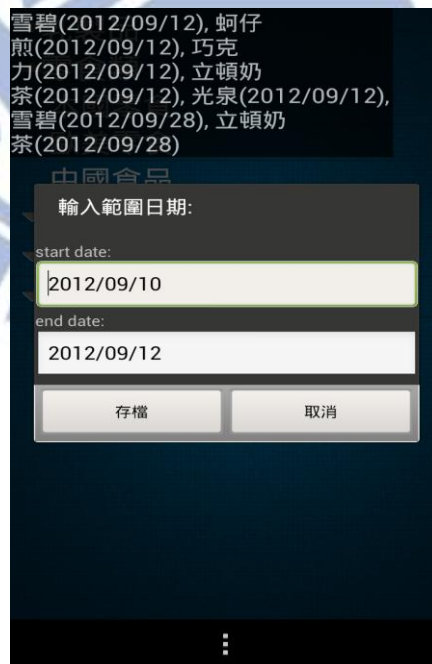 雪碧(2012/09/12), 蚵仔
煎(2012/09/12), 巧克
力(2012/09/12), 立頓奶
茶(2012/09/12), 光泉(2012/09/12),
雪碧(2012/09/28), 立頓奶
茶(2012/09/28)
中國食品
輸入範圍日期:
start date:
2012/09/10
end date:
2012/09/12
存檔 取消